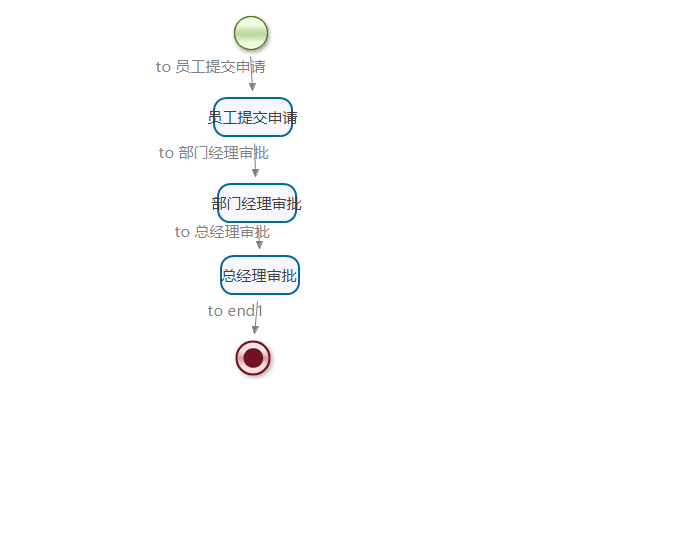 to 员工提交申请
员工提交申请
to 部门经理审批
部门经理审批
to 总经理审批
总经理审批
to end1